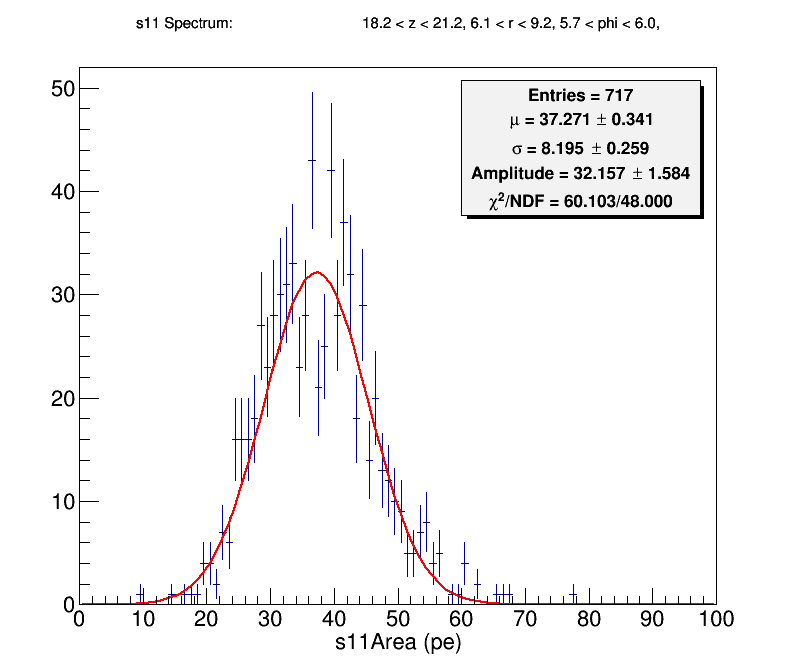 s11 Spectrum: 18.2 < z < 21.2, 6.1 < r < 9.2, 5.7 < phi < 6.0,
Entries = 717
μ = 37.271 ± 0.341
σ = 8.195 ± 0.259
Amplitude = 32.157 ± 1.584
χ²/NDF = 60.103/48.000
50
40
30
20
10
0
0 10 20 30 40 50 60 70 80 90 100
s11Area (pe)